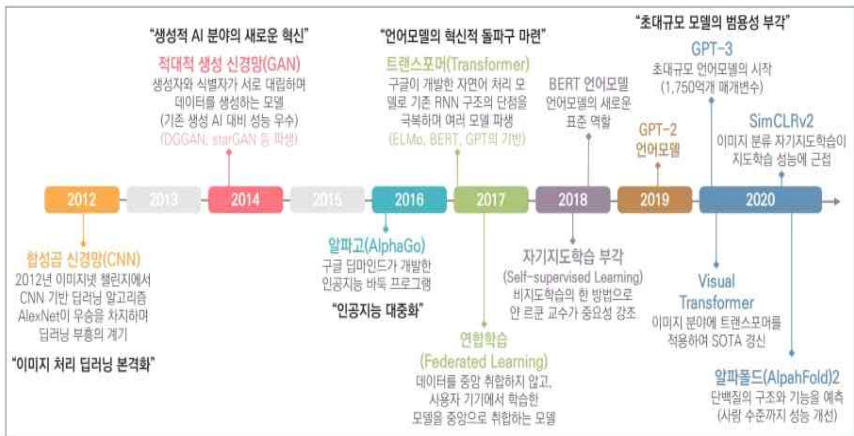 "생성적 AI 분야의 새로운 혁신"
적대적 생성 신경망(GAN)
생성자와 식별자가 서로 대립하며
데이터를 생성하는 모델
(기존 생성 AI 대비 성능 우수)
(DGGAN, starGAN 등 파생)
"언어모델의 혁신적 돌파구 마련"
트랜스포머(Transformer)
구글이 개발한 자연어 처리 모
델로 기존 RNN 구조의 단점을
극복하며 여러 모델 파생
(ELMo, BERT, GPT의 기반)
BERT 언어모델
언어모델의 새로운
표준 역할
GPT-2
언어모델
"초대규모 모델의 범용성 부각"
GPT-3
초대규모 언어모델의 시작
(1,750억개 매개변수)
SimCLRv2
이미지 분류 자기지도학습이
지도학습 성능에 근접
2012
2013
2014
2015
2016
2017
2018
2019
2020
합성곱 신경망(CNN)
2012년 이미지넷 챌린지에서
CNN 기반 딥러닝 알고리즘
AlexNet이 우승을 차지하며
딥러닝 부흥의 계기
"이미지 처리 딥러닝 본격화"
알파고(AlphaGo)
구글 딥마인드가 개발한
인공지능 바둑 프로그램
"인공지능 대중화"
연합학습
(Federated Learning)
데이터를 중앙 취합하지 않고,
사용자 기기에서 학습한
모델을 중앙으로 취합하는 모델
자기지도학습 부각
(Self-supervised Learning)
비지도학습의 한 방법으로
얀 르쿤 교수가 중요성 강조
Visual
Transformer
이미지 분야에 트랜스포머를
적용하여 SOTA 경신
알파폴드(AlpahFold)2
단백질의 구조와 기능을 예측
(사람 수준까지 성능 개선)